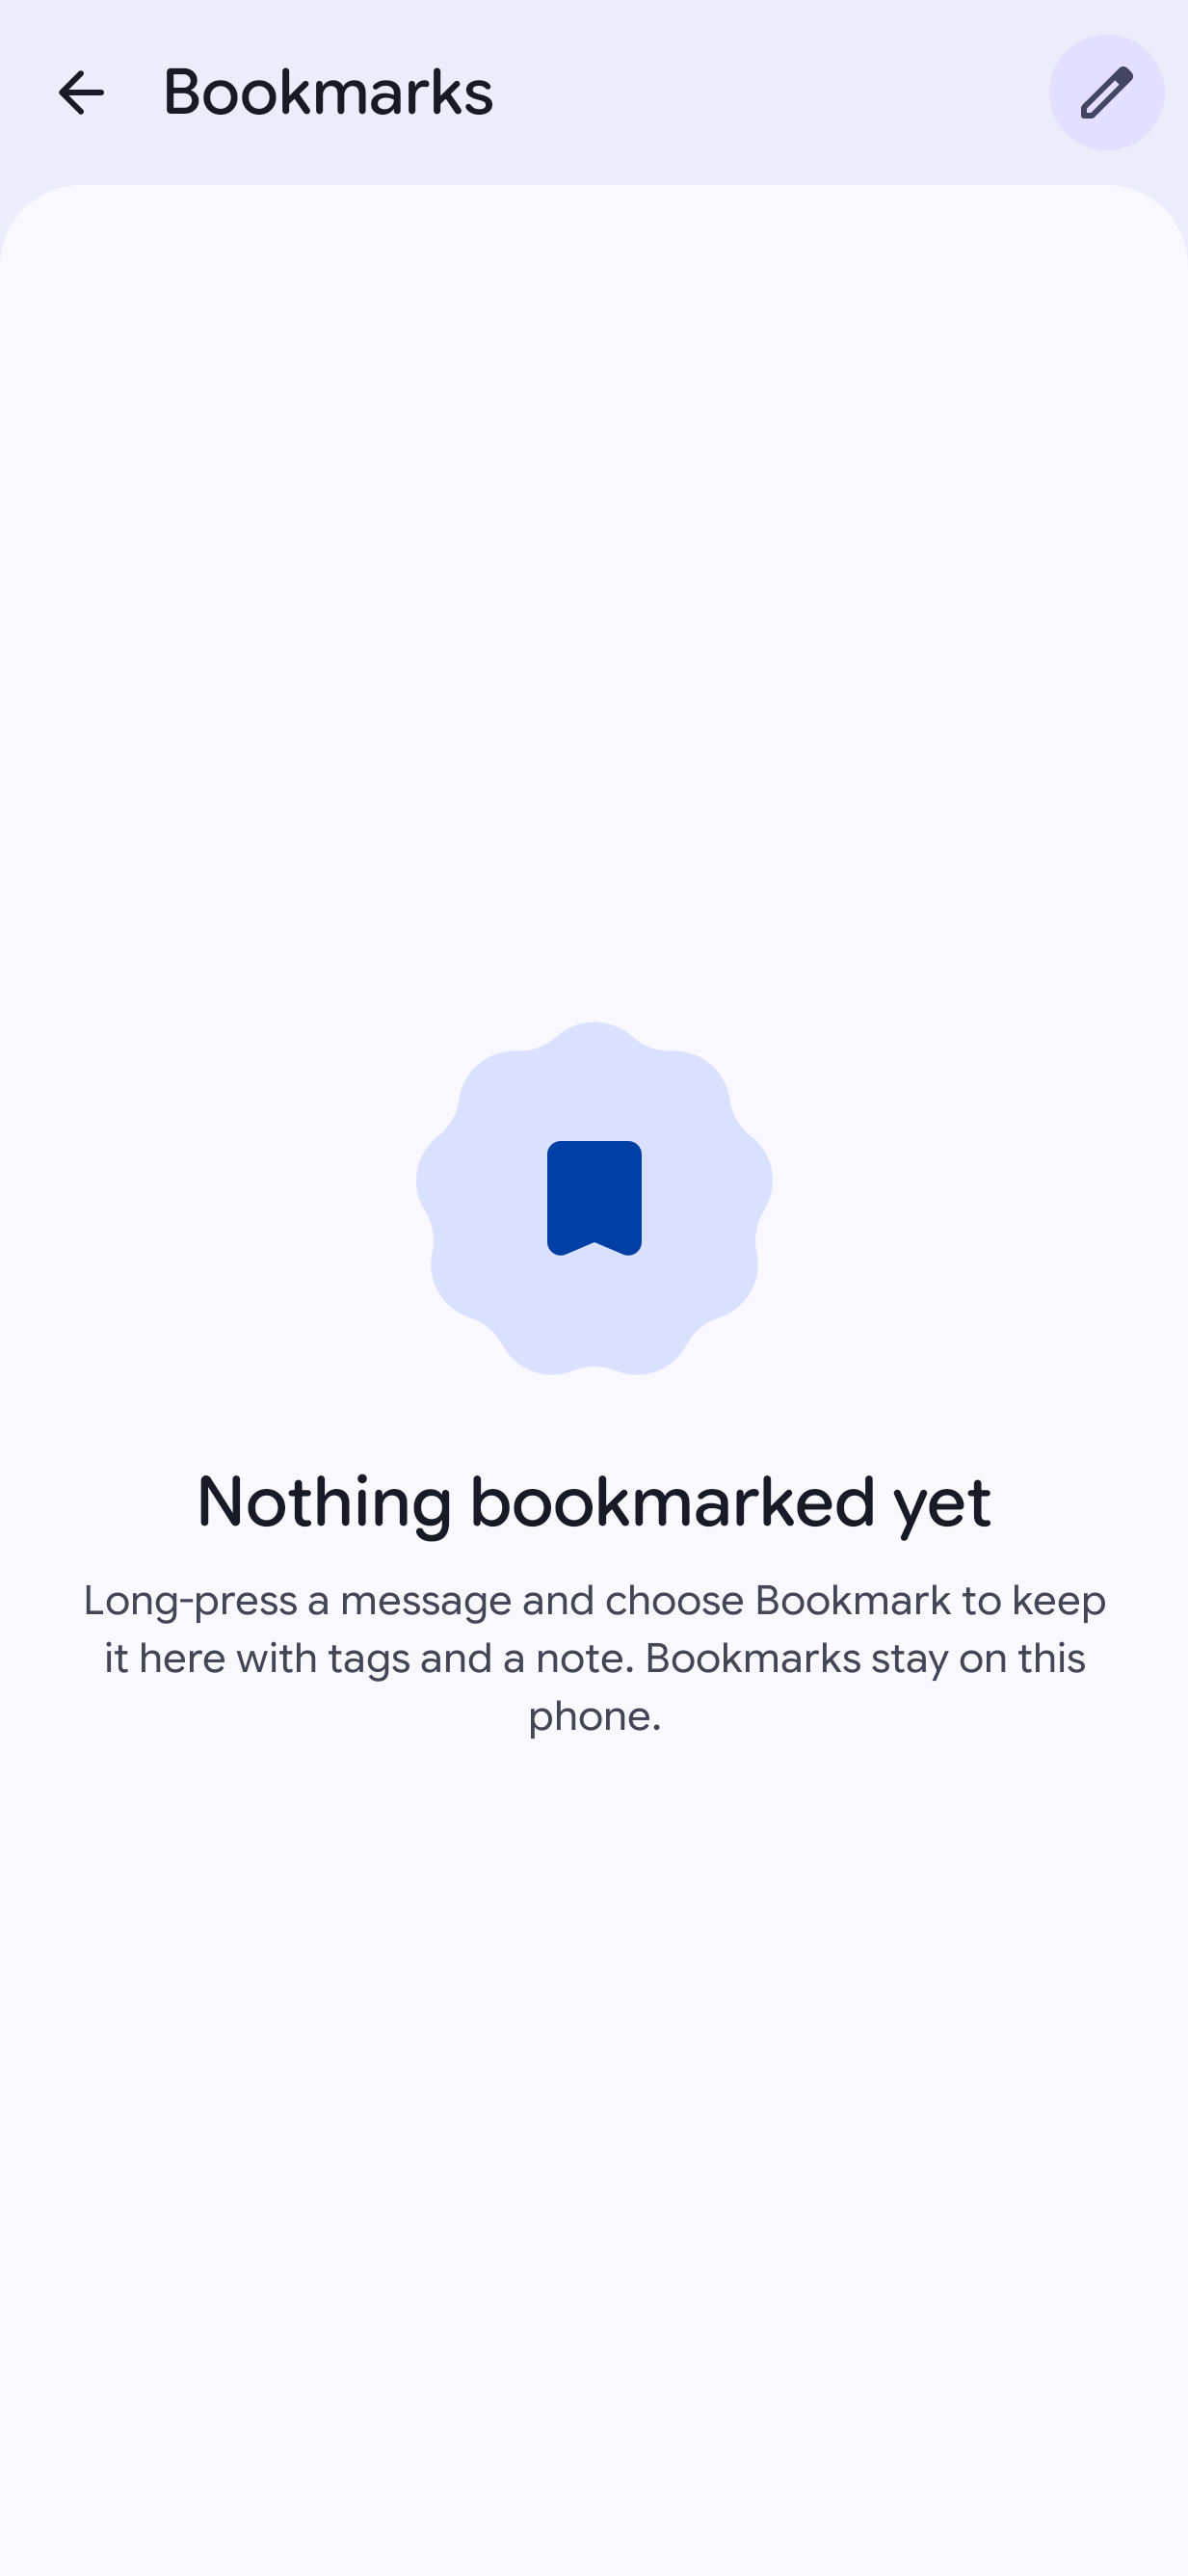 Bookmarks
Nothing bookmarked yet
Long-press a message and choose Bookmark to keep
it here with tags and a note. Bookmarks stay on this
phone.